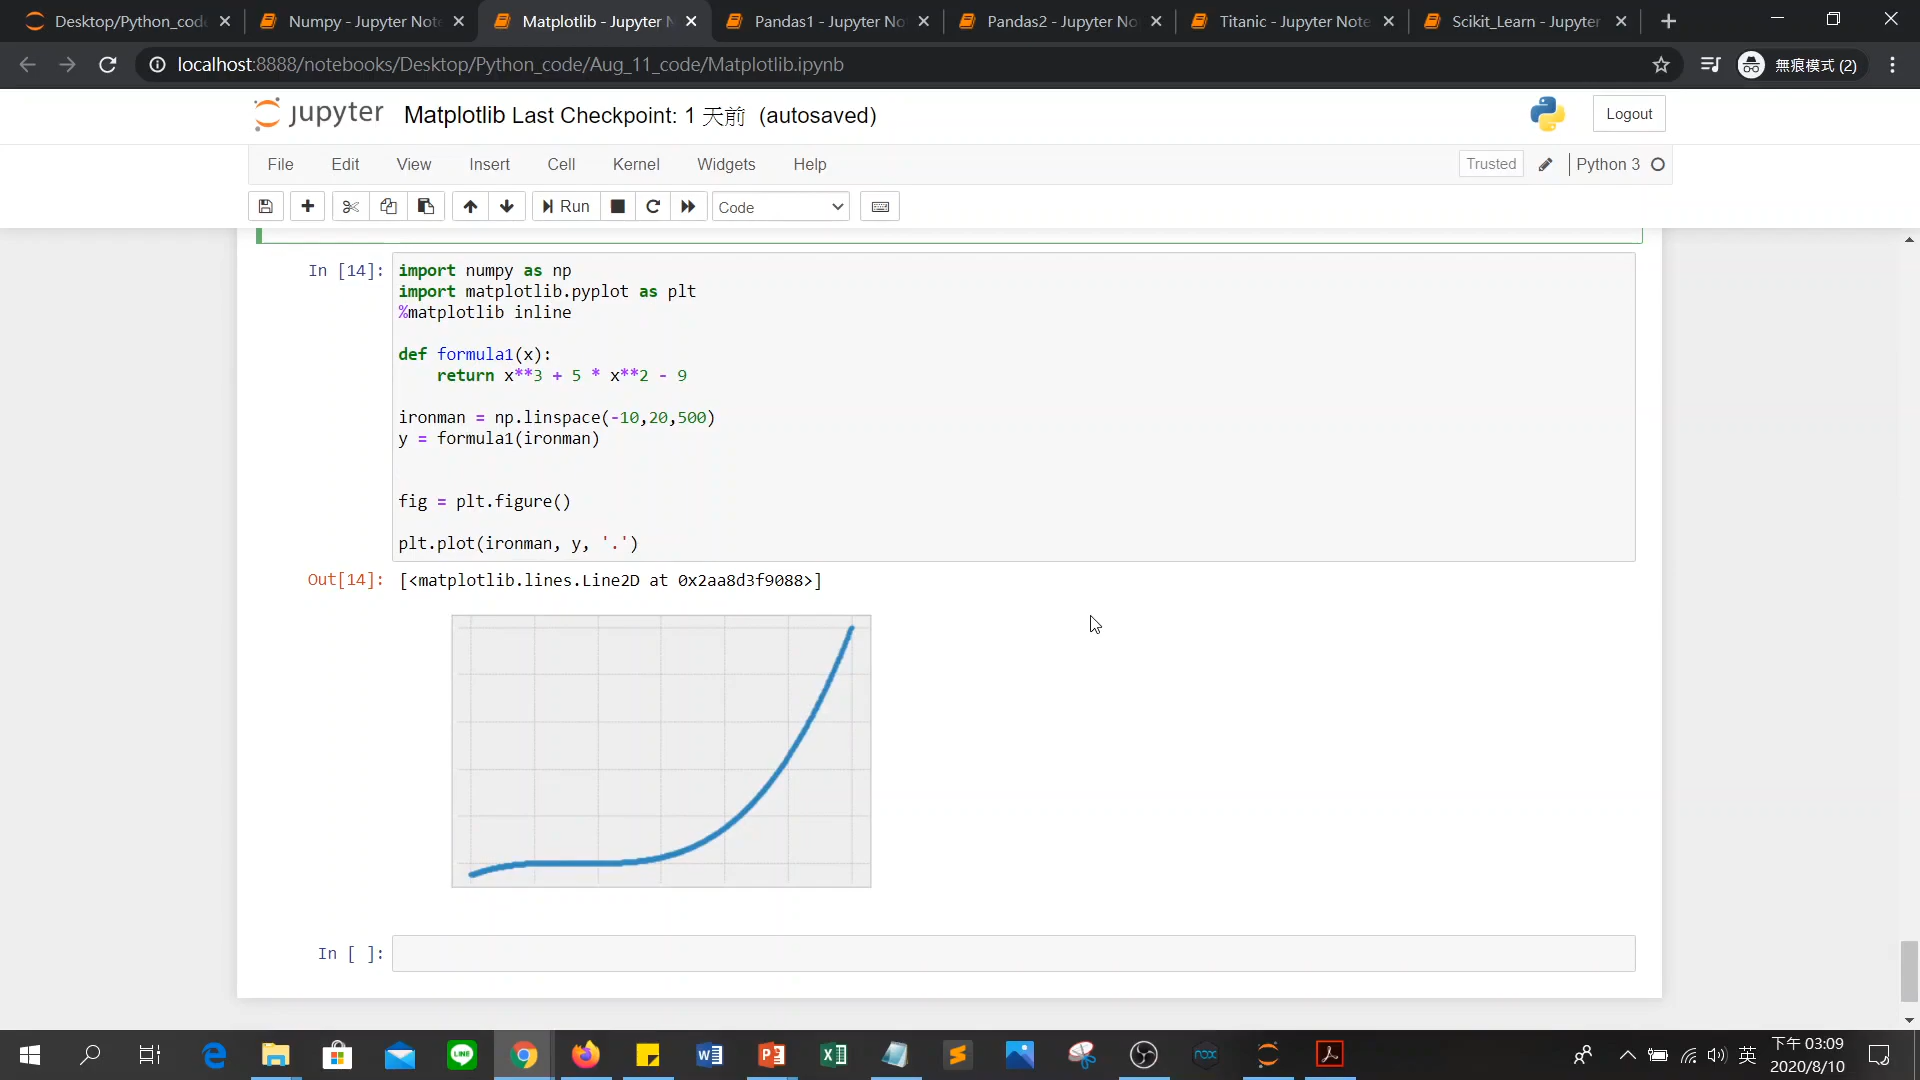 Desktop/Python_cod
Numpy - Jupyter Note
Matplotlib - Jupyter N
Pandas1 - Jupyter No
Pandas2 - Jupyter No
Titanic - Jupyter Note
Scikit_Learn - Jupyter
localhost:8888/notebooks/Desktop/Python_code/Aug_11_code/Matplotlib.ipynb
無痕模式 (2)
jupyter Matplotlib Last Checkpoint: 1 天前 (autosaved)
Logout
File Edit View Insert Cell Kernel Widgets Help
Trusted Python 3
Run Code
In [14]: import numpy as np
import matplotlib.pyplot as plt
%matplotlib inline
def formula1(x):
return x**3 + 5 * x**2 - 9
ironman = np.linspace(-10,20,500)
y = formula1(ironman)
fig = plt.figure()
plt.plot(ironman, y, '.')
Out[14]: [<matplotlib.lines.Line2D at 0x2aa8d3f9088>]
In [ ]:
LINE
nox
英
下午 03:09
2020/8/10